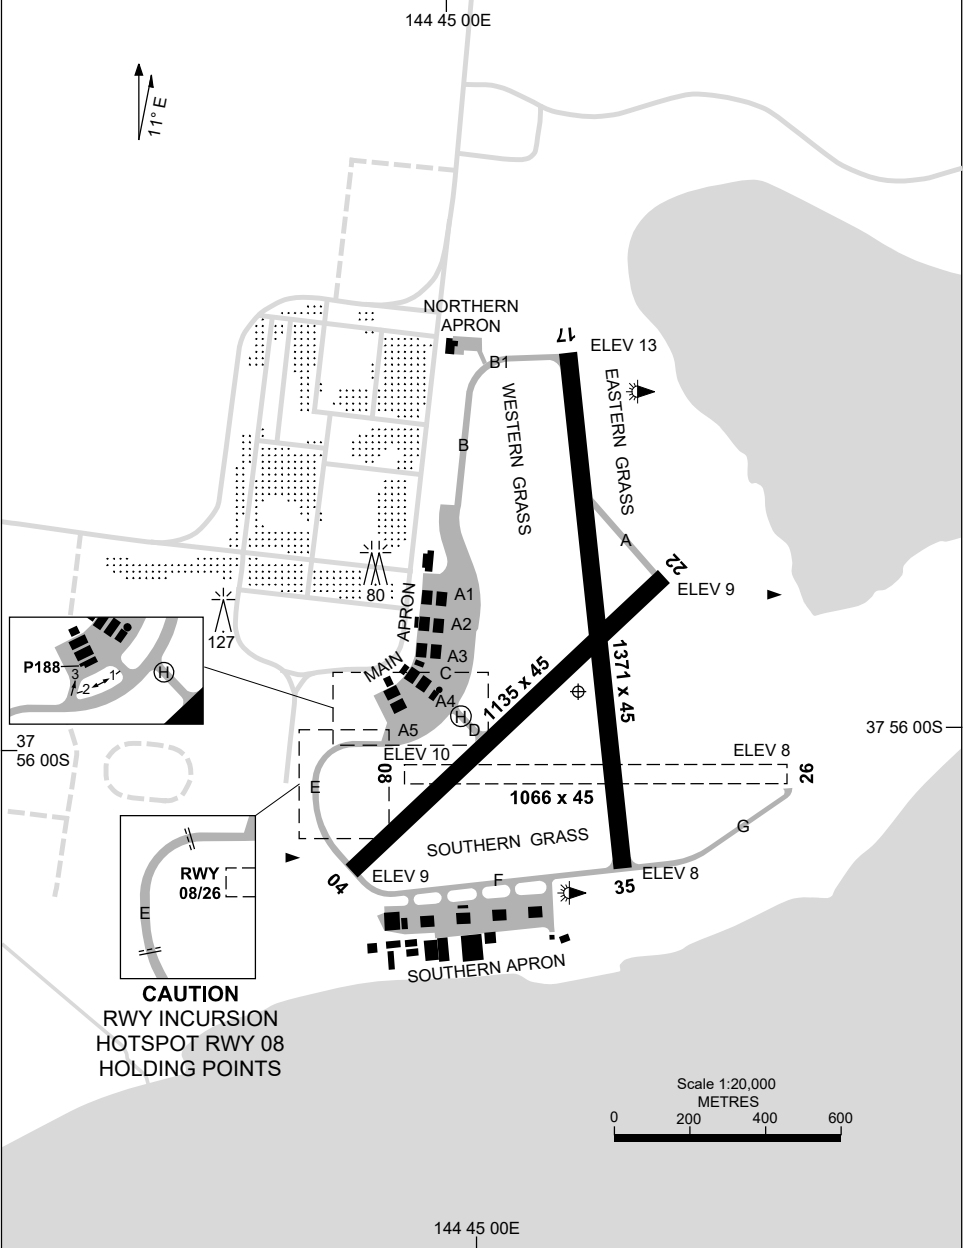 144 45 00E
11° E
NORTHERN
APRON
17
ELEV 13
B1
EASTERN GRASS
WESTERN GRASS
B
A
22
ELEV 9
80
127
APRON
A1
A2
A3
MAIN
C
A4
H
D
A5
1135 x 45
1371 x 45
P188
3
2
1
H
37
56 00S
37 56 00S
ELEV 10
08
ELEV 8
26
1066 x 45
E
G
SOUTHERN GRASS
04
ELEV 9
F
35
ELEV 8
RWY
08/26
E
SOUTHERN APRON
CAUTION
RWY INCURSION
HOTSPOT RWY 08
HOLDING POINTS
Scale 1:20,000
METRES
0 200 400 600
144 45 00E